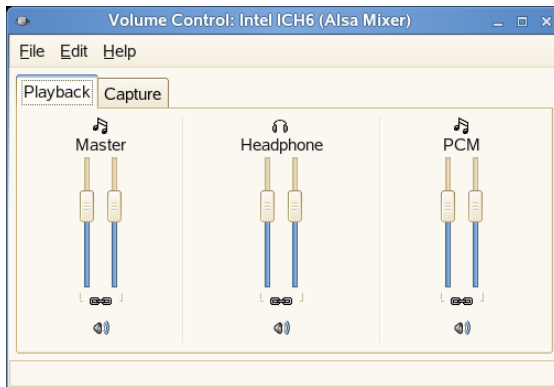 Volume Control: Intel ICH6 (Alsa Mixer)
File Edit Help
Playback Capture
Master Headphone PCM